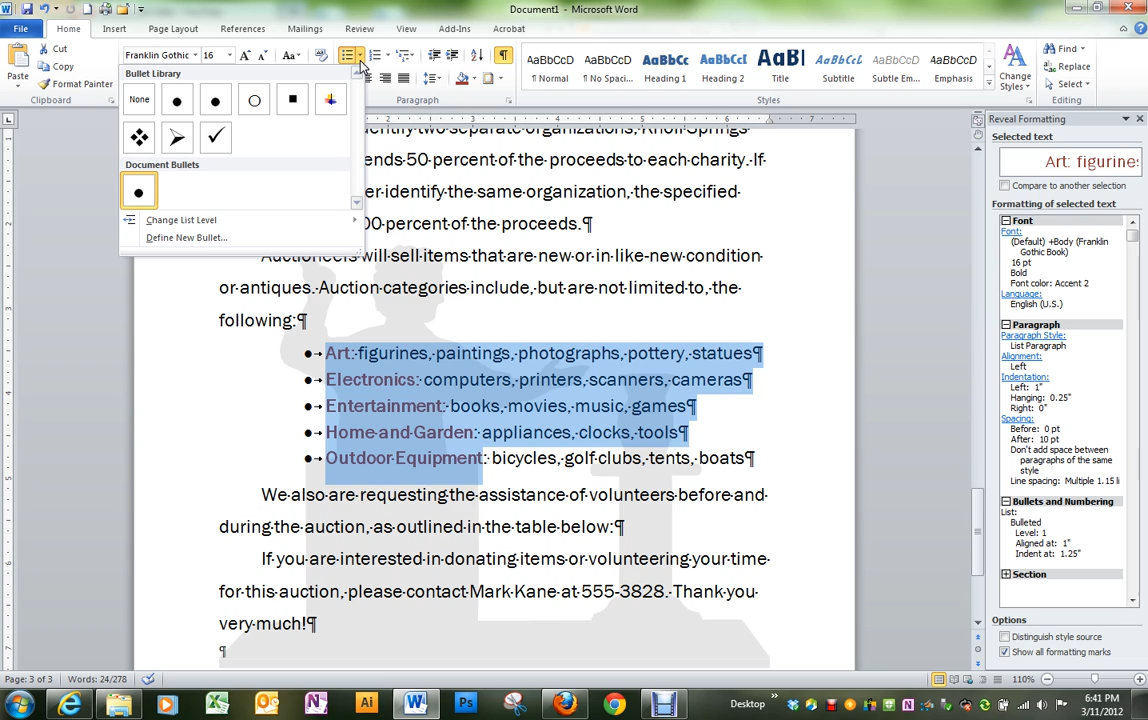 Document1 - Microsoft Word
File Home Insert Page Layout References Mailings Review View Add-Ins Acrobat
Paste
Cut
Copy
Format Painter
Clipboard
Franklin Gothic 16
Aa
Paragraph
AaBbCcD AaBbCcD AaBbCc AaBbCcI AaBl AaBbCcI AaBbCcD AaBbCcD
¶ Normal ¶ No Spaci... Heading 1 Heading 2 Title Subtitle Subtle Em... Emphasis
Styles
Change
Styles
Find
Replace
Select
Editing
Bullet Library
None
Document Bullets
Change List Level
Define New Bullet...
3 4 5 6 7
identify·two·separate·organizations,·Knoll·Springs·
ends·50·percent·of·the·proceeds·to·each·charity.·If·
er·identify·the·same·organization,·the·specified·
00·percent·of·the·proceeds.¶
Auctioneers·will·sell·items·that·are·new·or·in·like-new·condition·
or·antiques.·Auction·categories·include,·but·are·not·limited·to,·the·
following:¶
●→Art:·figurines,·paintings,·photographs,·pottery,·statues¶
●→Electronics:·computers,·printers,·scanners,·cameras¶
●→Entertainment:·books,·movies,·music,·games¶
●→Home·and·Garden:·appliances,·clocks,·tools¶
●→Outdoor·Equipment:·bicycles,·golf·clubs,·tents,·boats¶
We·also·are·requesting·the·assistance·of·volunteers·before·and·
during·the·auction,·as·outlined·in·the·table·below:¶
If·you·are·interested·in·donating·items·or·volunteering·your·time·
for·this·auction,·please·contact·Mark·Kane·at·555-3828.·Thank·you·
very·much!¶
¶
Reveal Formatting
Selected text
Art: figurines
Compare to another selection
Formatting of selected text
Font
Font:
(Default) +Body (Franklin
Gothic Book)
16 pt
Bold
Font color: Accent 2
Language:
English (U.S.)
Paragraph
Paragraph Style:
List Paragraph
Alignment:
Left
Indentation:
Left: 1"
Hanging: 0.25"
Right: 0"
Spacing:
Before: 0 pt
After: 10 pt
Don't add space between
paragraphs of the same
style
Line spacing: Multiple 1.15 li
Bullets and Numbering
List:
Bulleted
Level: 1
Aligned at: 1"
Indent at: 1.25"
Section
Options
Distinguish style source
Show all formatting marks
Page: 3 of 3 Words: 24/278
110%
Desktop
6:41 PM
3/11/2012